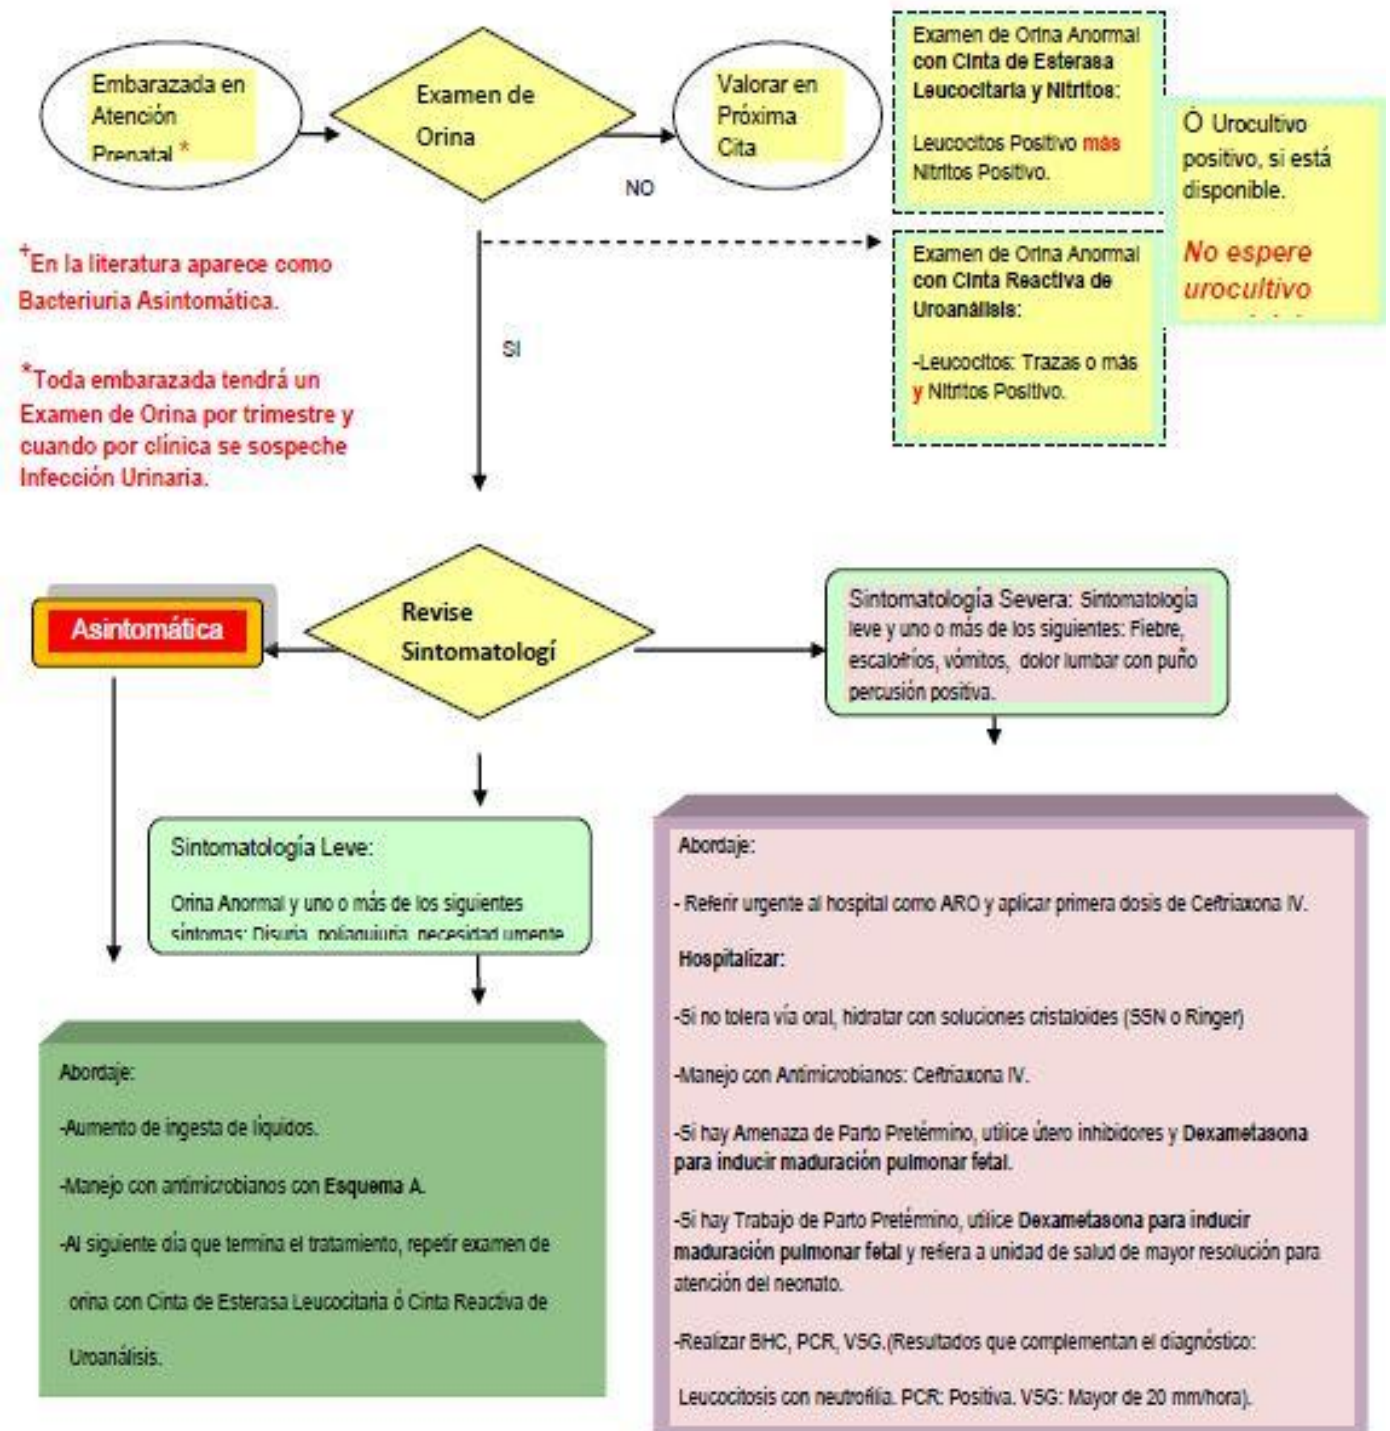 Embarazada en
Atención
Prenatal *
Examen de
Orina
Valorar en
Próxima
Cita
NO
Examen de Orina Anormal
con Cinta de Esterasa
Leucocitaria y Nitritos:
Leucocitos Positivo más
Nitritos Positivo.
Ó Urocultivo
positivo, si está
disponible.
No espere
urocultivo
Examen de Orina Anormal
con Cinta Reactiva de
Uroanálisis:
-Leucocitos: Trazas o más
y Nitritos Positivo.
+En la literatura aparece como
Bacteriuria Asintomática.
*Toda embarazada tendrá un
Examen de Orina por trimestre y
cuando por clínica se sospeche
Infección Urinaria.
SI
Asintomática
Revise
Sintomatologí
Sintomatología Severa: Sintomatología
leve y uno o más de los siguientes: Fiebre,
escalofríos, vómitos, dolor lumbar con puño
percusión positiva.
Sintomatología Leve:
Orina Anormal y uno o más de los siguientes
síntomas: Disuria, poliaquiuria, necesidad urnente
Abordaje:
-Aumento de ingesta de líquidos.
-Manejo con antimicrobianos con Esquema A.
-Al siguiente día que termina el tratamiento, repetir examen de
orina con Cinta de Esterasa Leucocitaria ó Cinta Reactiva de
Uroanálisis.
Abordaje:
- Referir urgente al hospital como ARO y aplicar primera dosis de Ceftriaxona IV.
Hospitalizar:
-Si no tolera vía oral, hidratar con soluciones cristaloides (SSN o Ringer)
-Manejo con Antimicrobianos: Ceftriaxona IV.
-Si hay Amenaza de Parto Pretérmino, utilice útero inhibidores y Dexametasona
para inducir maduración pulmonar fetal.
-Si hay Trabajo de Parto Pretérmino, utilice Dexametasona para inducir
maduración pulmonar fetal y refiera a unidad de salud de mayor resolución para
atención del neonato.
-Realizar BHC, PCR, VSG.(Resultados que complementan el diagnóstico:
Leucocitosis con neutrofilia. PCR: Positiva. VSG: Mayor de 20 mm/hora).